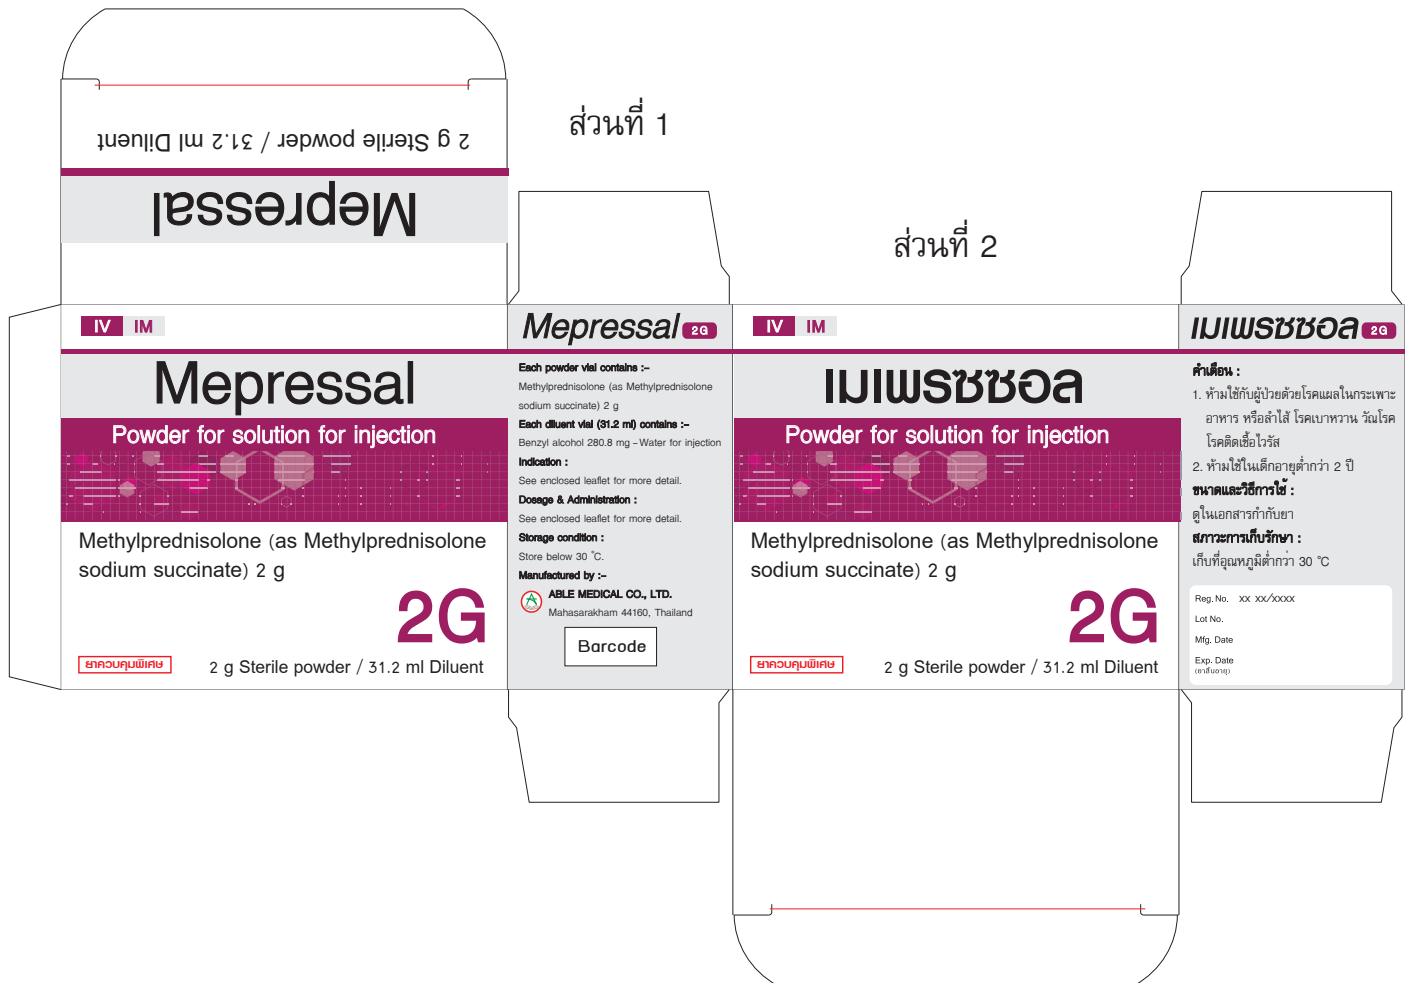 2 g Sterile powder / 31.2 ml Diluent
Mepressal
ส่วนที่ 1
ส่วนที่ 2
IV IM
Mepressal
Powder for solution for injection
Methylprednisolone (as Methylprednisolone
sodium succinate) 2 g
2G
ยาควบคุมพิเศษ
2 g Sterile powder / 31.2 ml Diluent
Mepressal 2G
Each powder vial contains :-
Methylprednisolone (as Methylprednisolone
sodium succinate) 2 g
Each diluent vial (31.2 ml) contains :-
Benzyl alcohol 280.8 mg - Water for injection
Indication :
See enclosed leaflet for more detail.
Dosage & Administration :
See enclosed leaflet for more detail.
Storage condition :
Store below 30 °C.
Manufactured by :-
ABLE MEDICAL CO., LTD.
Mahasarakham 44160, Thailand
Barcode
IV IM
เมเพรซซอล
Powder for solution for injection
Methylprednisolone (as Methylprednisolone
sodium succinate) 2 g
2G
ยาควบคุมพิเศษ
2 g Sterile powder / 31.2 ml Diluent
เมเพรซซอล 2G
คำเตือน :
1. ห้ามใช้กับผู้ป่วยด้วยโรคแผลในกระเพาะ
อาหาร หรือลำไส้ โรคเบาหวาน วัณโรค
โรคติดเชื้อไวรัส
2. ห้ามใช้ในเด็กอายุต่ำกว่า 2 ปี
ขนาดและวิธีการใช้ :
ดูในเอกสารกำกับยา
สภาวะการเก็บรักษา :
เก็บที่อุณหภูมิต่ำกว่า 30 °C
Reg. No. xx xx/xxxx
Lot No.
Mfg. Date
Exp. Date
(ยาสิ้นอายุ)